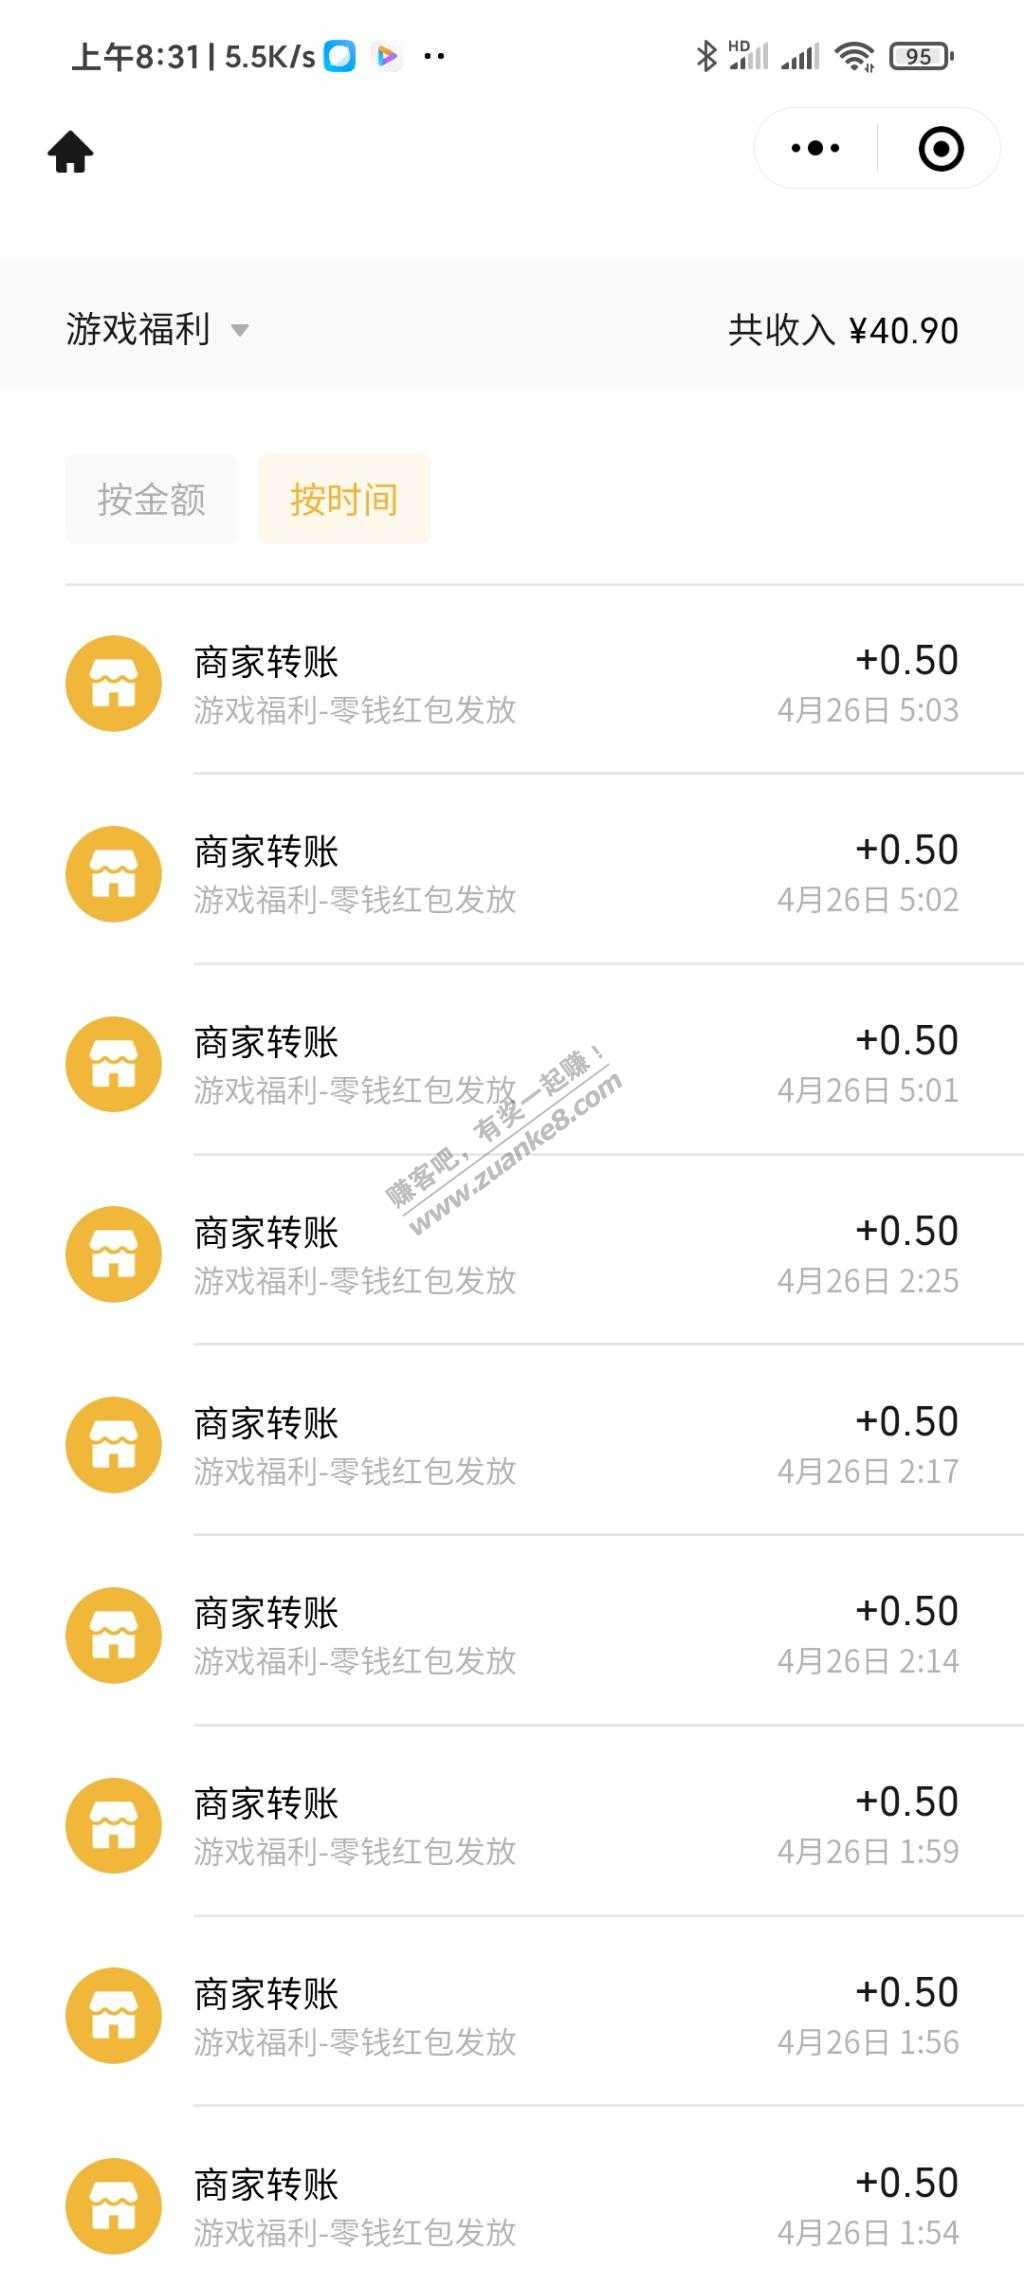 上午8:31 | 5.5K/s
HD
95
游戏福利
共收入 ¥40.90
按金额
按时间
商家转账
+0.50
游戏福利-零钱红包发放
4月26日 5:03
商家转账
+0.50
游戏福利-零钱红包发放
4月26日 5:02
商家转账
+0.50
游戏福利-零钱红包发放
4月26日 5:01
赚客吧，有奖一起赚！
www.zuanke8.com
商家转账
+0.50
游戏福利-零钱红包发放
4月26日 2:25
商家转账
+0.50
游戏福利-零钱红包发放
4月26日 2:17
商家转账
+0.50
游戏福利-零钱红包发放
4月26日 2:14
商家转账
+0.50
游戏福利-零钱红包发放
4月26日 1:59
商家转账
+0.50
游戏福利-零钱红包发放
4月26日 1:56
商家转账
+0.50
游戏福利-零钱红包发放
4月26日 1:54